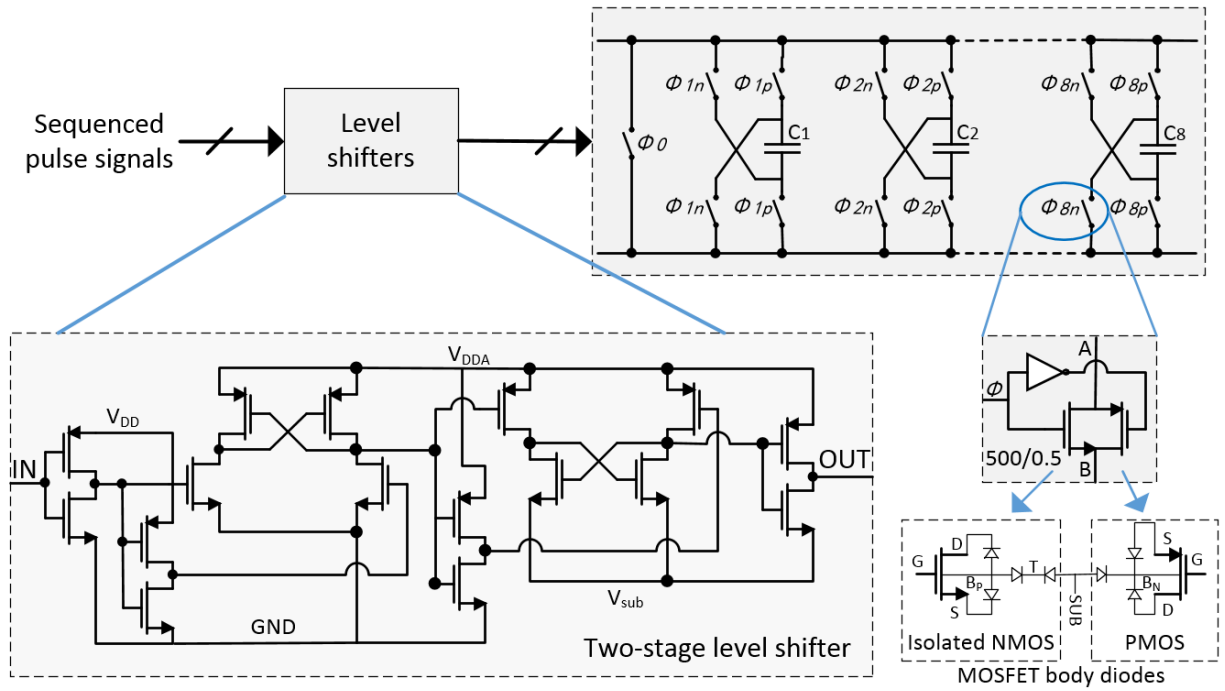 Sequenced
pulse signals
Level
shifters
Φ0
Φ1n
Φ1p
Φ2n
Φ2p
Φ8n
Φ8p
C1
C2
C8
Φ1n
Φ1p
Φ2n
Φ2p
Φ8n
Φ8p
VDDA
VDD
IN
OUT
Vsub
GND
Two-stage level shifter
A
Φ
500/0.5
B
G
D
BP
S
T
SUB
S
G
BN
D
Isolated NMOS
PMOS
MOSFET body diodes